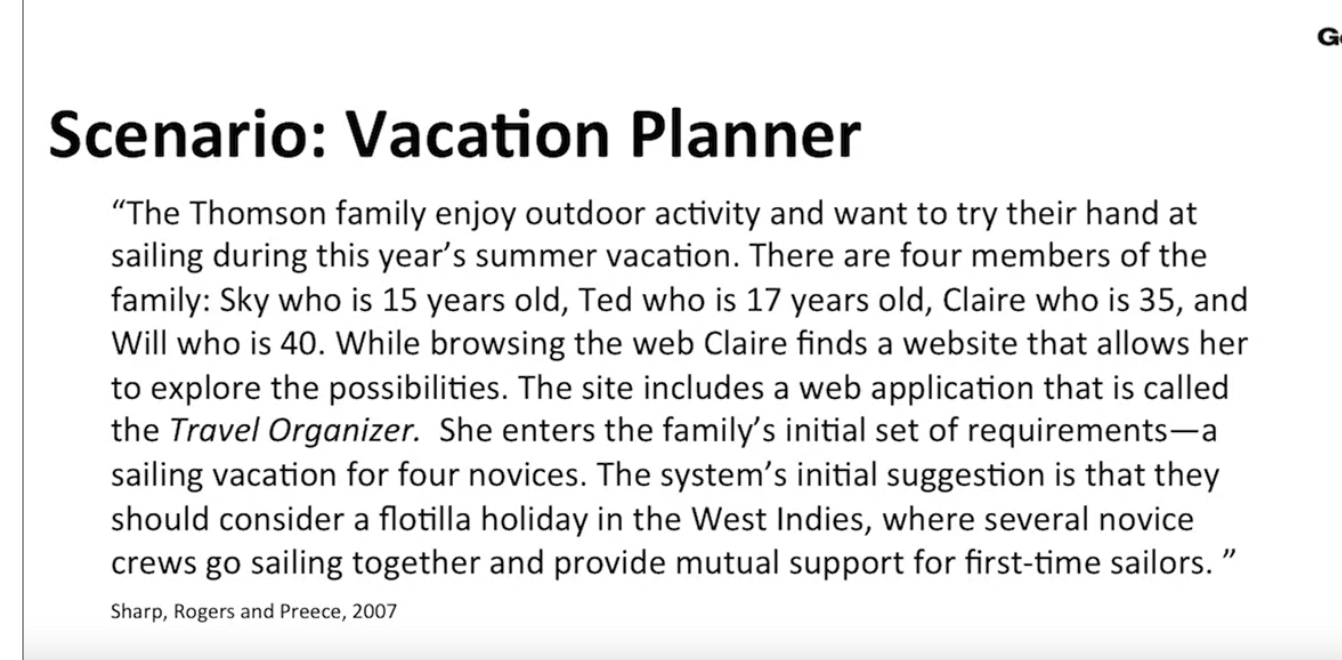 Scenario: Vacation Planner
“The Thomson family enjoy outdoor activity and want to try their hand at
sailing during this year’s summer vacation. There are four members of the
family: Sky who is 15 years old, Ted who is 17 years old, Claire who is 35, and
Will who is 40. While browsing the web Claire finds a website that allows her
to explore the possibilities. The site includes a web application that is called
the Travel Organizer. She enters the family’s initial set of requirements—a
sailing vacation for four novices. The system’s initial suggestion is that they
should consider a flotilla holiday in the West Indies, where several novice
crews go sailing together and provide mutual support for first-time sailors. ”
Sharp, Rogers and Preece, 2007